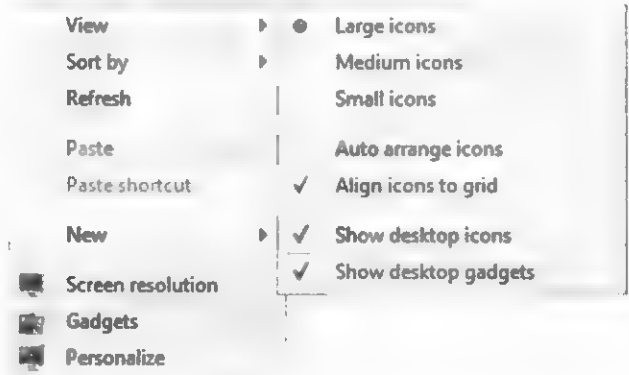 View
Sort by
Refresh
Paste
Paste shortcut
New
Screen resolution
Gadgets
Personalize
Large icons
Medium icons
Small icons
Auto arrange icons
Align icons to grid
Show desktop icons
Show desktop gadgets